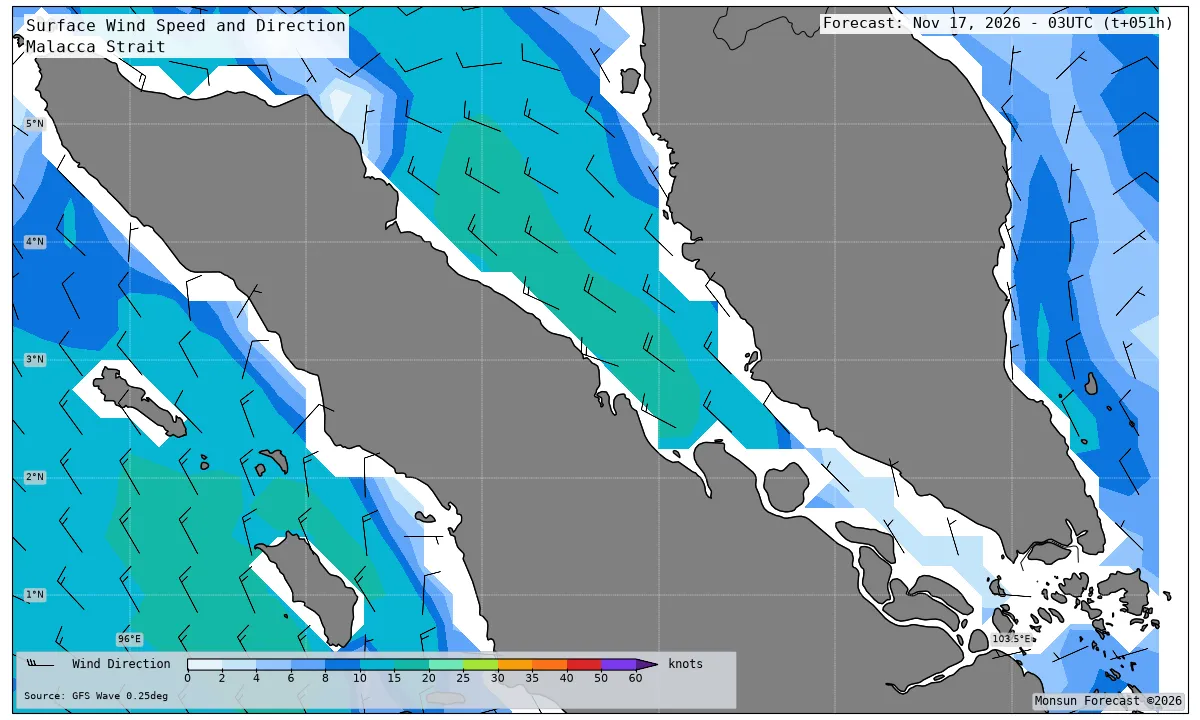 Surface Wind Speed and Direction
Malacca Strait
Forecast: Nov 17, 2026 - 03UTC (t+051h)
5°N
4°N
3°N
2°N
1°N
96°E
103.5°E
Wind Direction
knots
0 2 4 6 8 10 15 20 25 30 35 40 50 60
Source: GFS Wave 0.25deg
Monsun Forecast ©2026